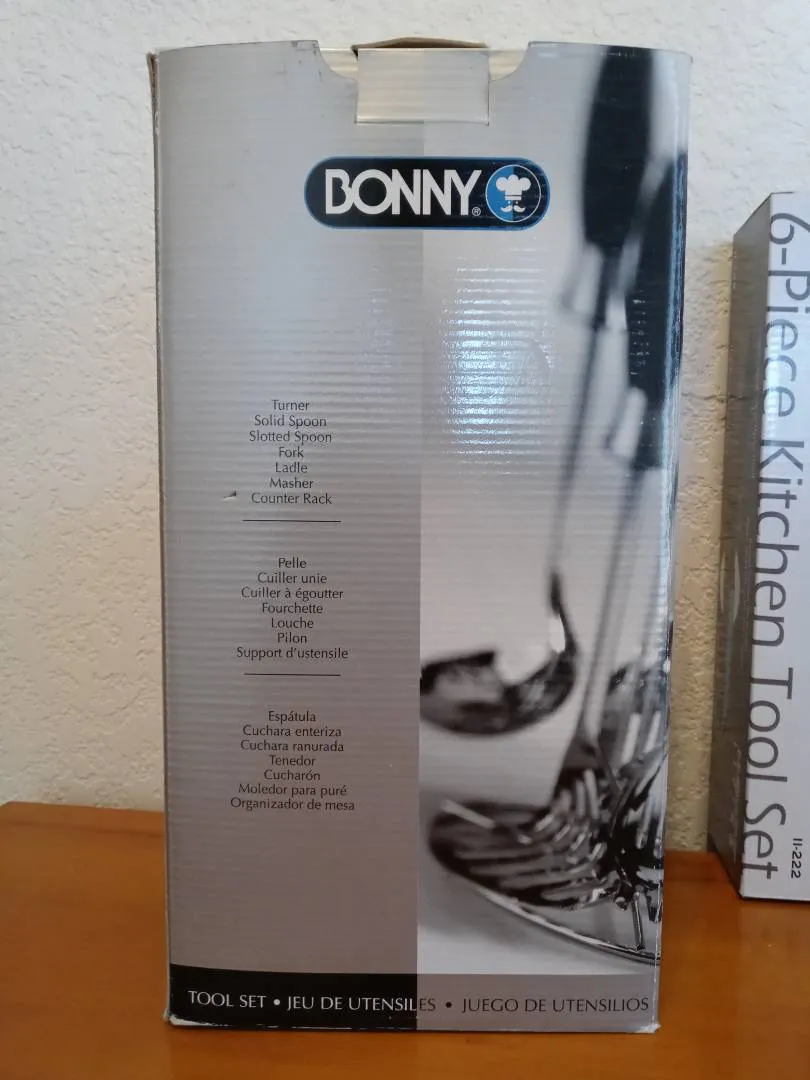 BONNY®
Turner
Solid Spoon
Slotted Spoon
Fork
Ladle
Masher
Counter Rack
Pelle
Cuiller unie
Cuiller à égoutter
Fourchette
Louche
Pilon
Support d'ustensile
Espátula
Cuchara enteriza
Cuchara ranurada
Tenedor
Cucharón
Moledor para puré
Organizador de mesa
TOOL SET • JEU DE UTENSILES • JUEGO DE UTENSILIOS
6-Piece Kitchen Tool Set
II-222